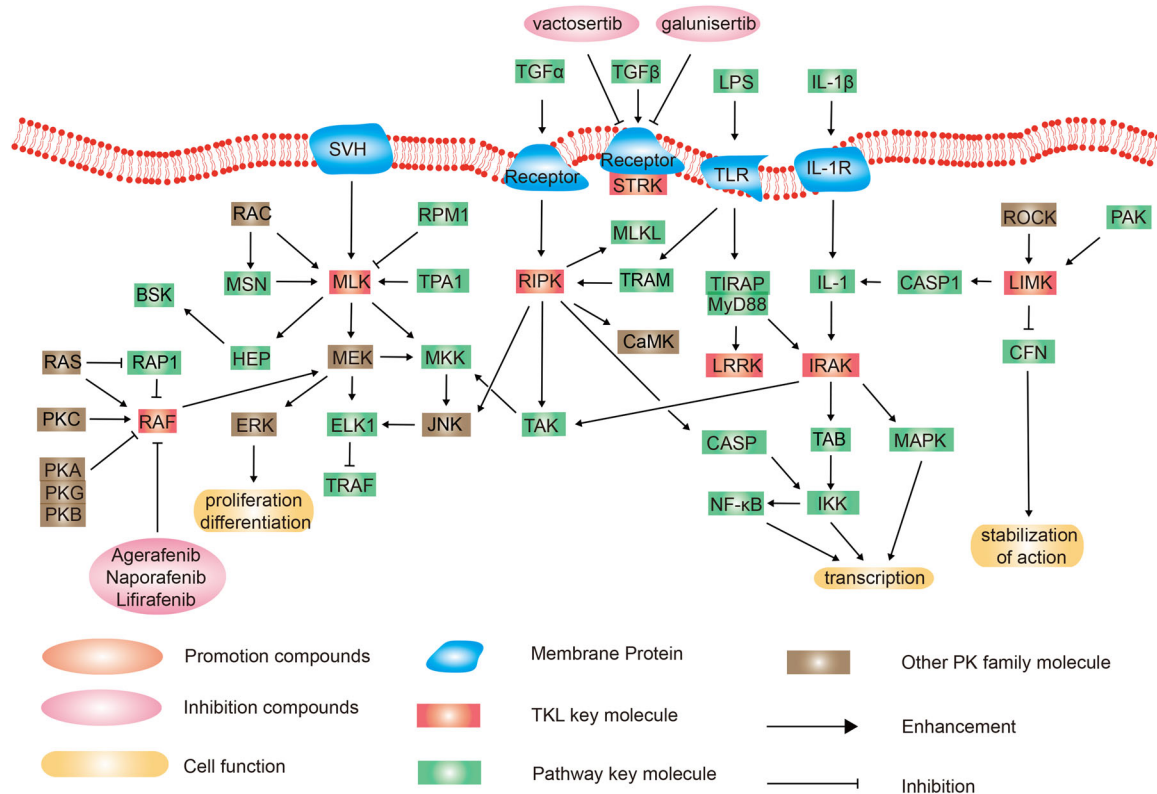 vactosertib
galunisertib
TGFα
TGFβ
LPS
IL-1β
SVH
Receptor
Receptor
STRK
TLR
IL-1R
RAC
RPM1
MLKL
ROCK
PAK
MSN
MLK
TPA1
RIPK
TRAM
TIRAP
MyD88
IL-1
CASP1
LIMK
BSK
HEP
MEK
MKK
CaMK
LRRK
IRAK
CFN
RAS
RAP1
PKC
RAF
ERK
ELK1
JNK
TAK
CASP
TAB
MAPK
PKA
PKG
PKB
TRAF
NF-κB
IKK
proliferation
differentiation
stabilization
of action
transcription
Agerafenib
Naporafenib
Lifirafenib
Promotion compounds
Inhibition compounds
Cell function
Membrane Protein
TKL key molecule
Pathway key molecule
Other PK family molecule
Enhancement
Inhibition